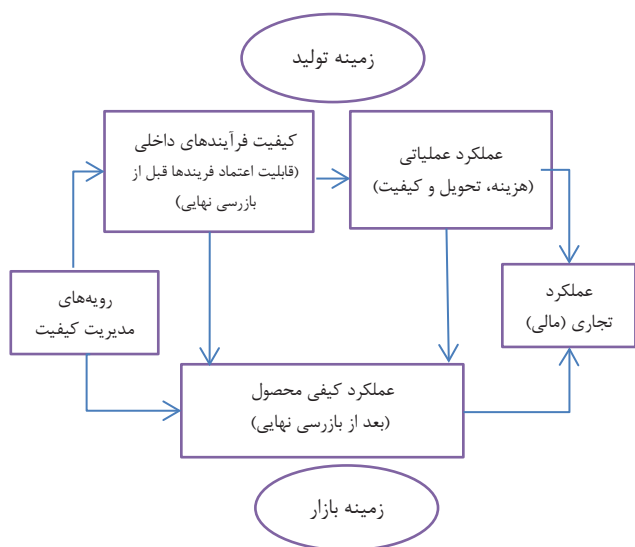 زمینه تولید
کیفیت فرآیندهای داخلی
(قابلیت اعتماد فریندها قبل از
بازرسی نهایی)
عملکرد عملیاتی
(هزینه، تحویل و کیفیت)
رویه‌های
مدیریت کیفیت
عملکرد
تجاری (مالی)
عملکرد کیفی محصول
(بعد از بازرسی نهایی)
زمینه بازار